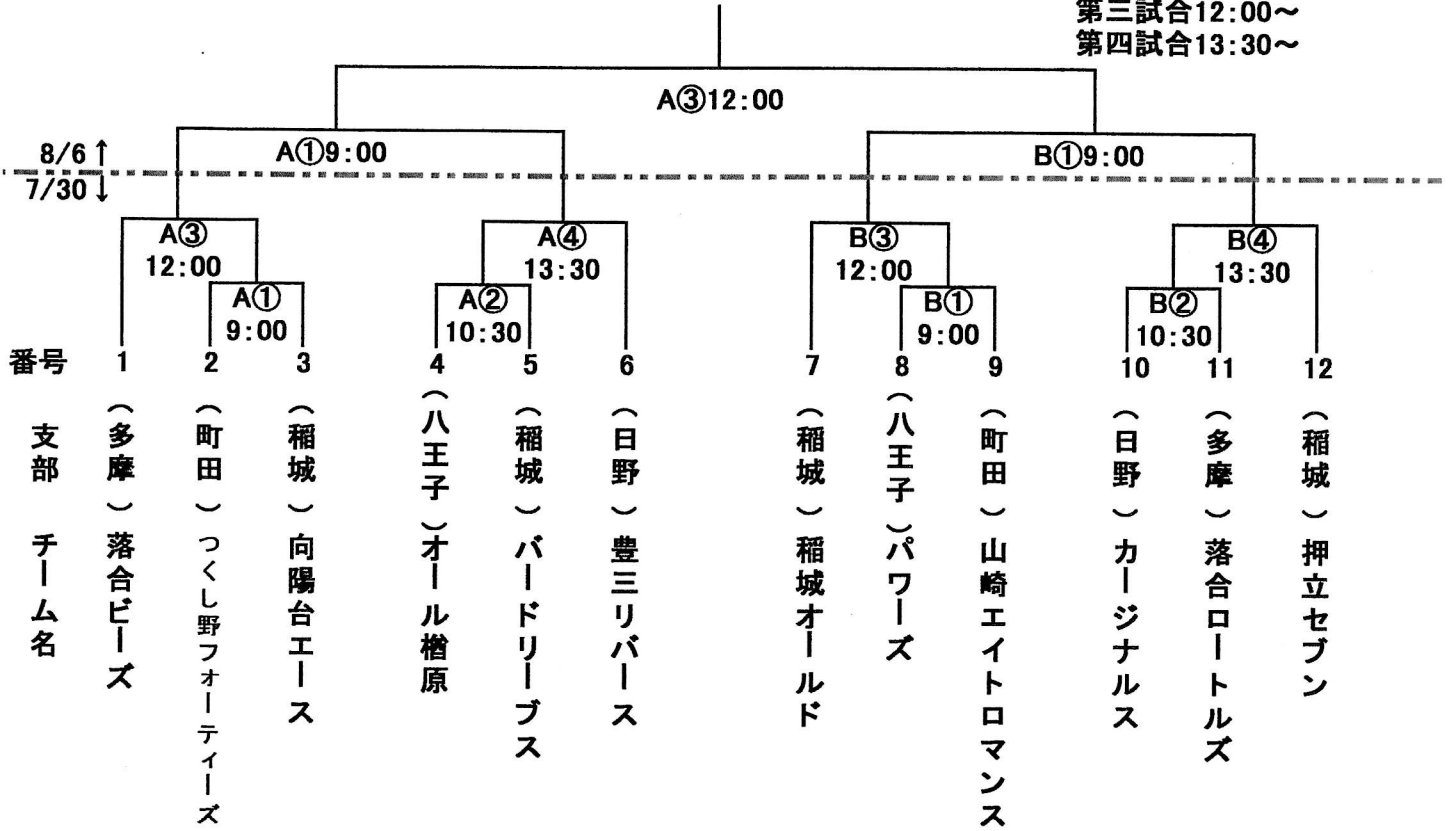 第三試合12:00～
第四試合13:30～
A③12:00
8/6↑
A①9:00
B①9:00
7/30↓
A③
12:00
A④
13:30
B③
12:00
B④
13:30
A①
9:00
A②
10:30
B①
9:00
B②
10:30
番号 1 2 3 4 5 6 7 8 9 10 11 12
支部 チーム名
（多摩）落合ビーズ
（町田）つくし野フォーティーズ
（稲城）向陽台エース
（八王子）オール楢原
（稲城）バードリーブス
（日野）豊三リバース
（稲城）稲城オールド
（八王子）パワーズ
（町田）山崎エイトロマンス
（日野）カージナルス
（多摩）落合ロートルズ
（稲城）押立セブン